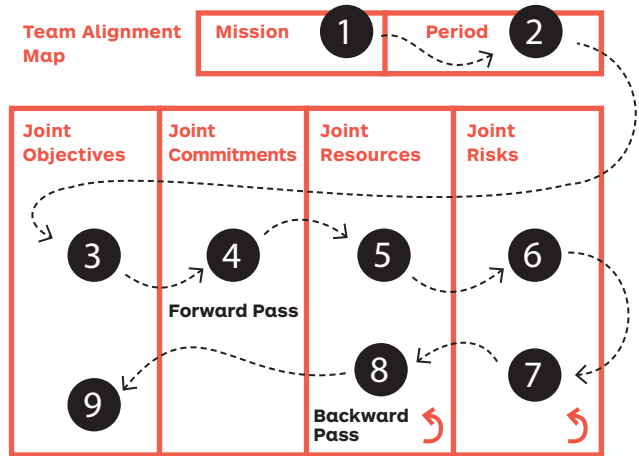 Team Alignment
Map
Mission
1
Period
2
Joint
Objectives
Joint
Commitments
Joint
Resources
Joint
Risks
3
4
5
6
Forward Pass
7
8
9
Backward
Pass